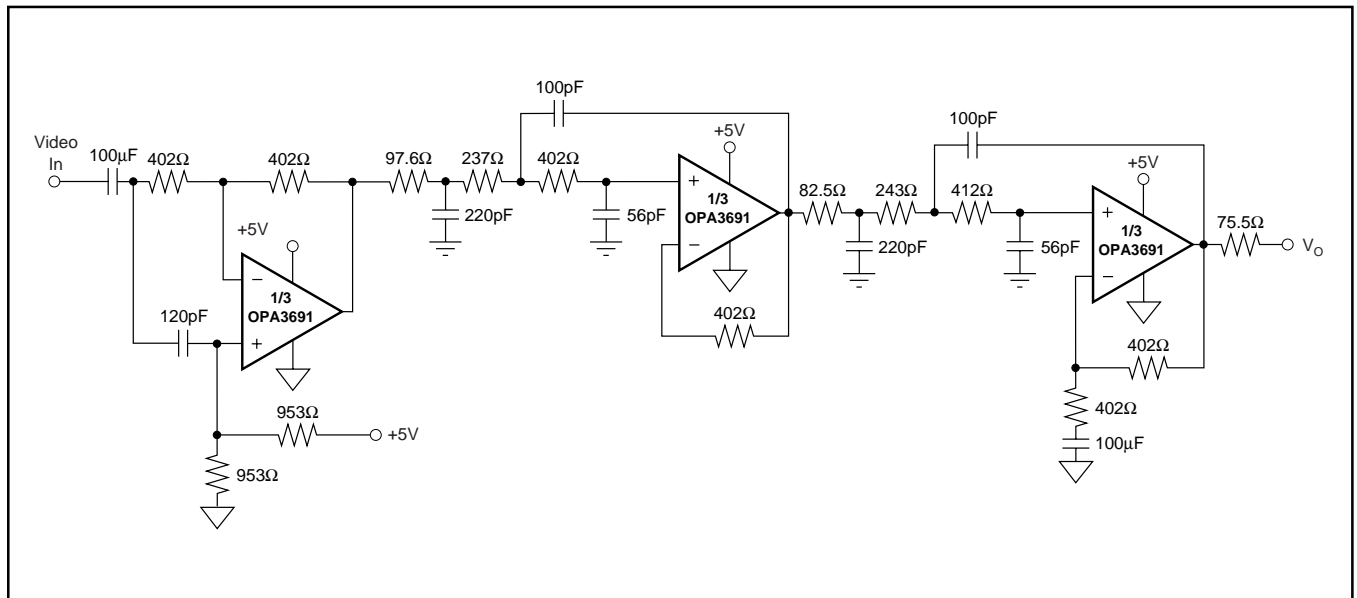 Video
In
100µF
402Ω
402Ω
+5V
1/3
OPA3691
120pF
953Ω
+5V
953Ω
97.6Ω
237Ω
220pF
100pF
402Ω
56pF
+5V
1/3
OPA3691
402Ω
82.5Ω
243Ω
220pF
100pF
412Ω
56pF
+5V
1/3
OPA3691
402Ω
402Ω
100µF
75.5Ω
VO